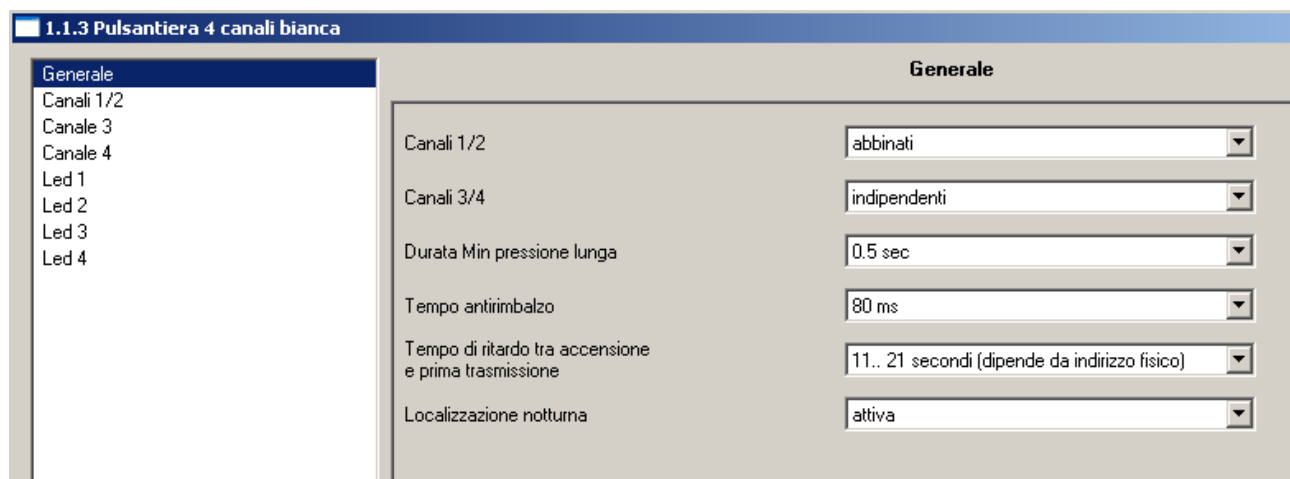 1.1.3 Pulsantiera 4 canali bianca
Generale
Canali 1/2
Canale 3
Canale 4
Led 1
Led 2
Led 3
Led 4
Generale
Canali 1/2 abbinati
Canali 3/4 indipendenti
Durata Min pressione lunga 0.5 sec
Tempo antirimbalzo 80 ms
Tempo di ritardo tra accensione
e prima trasmissione 11.. 21 secondi (dipende da indirizzo fisico)
Localizzazione notturna attiva